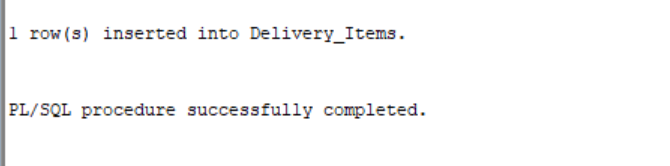 1 row(s) inserted into Delivery_Items.
PL/SQL procedure successfully completed.